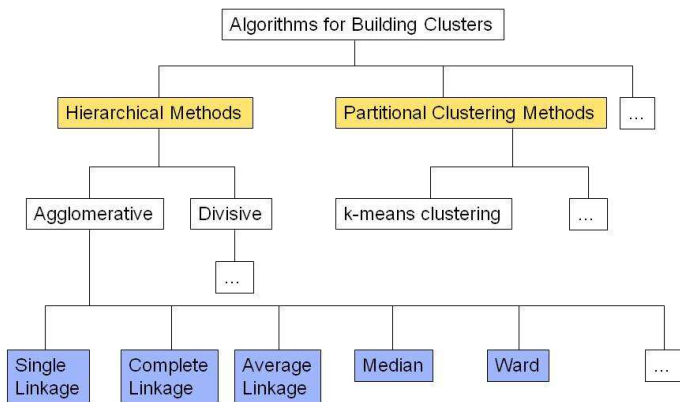 Algorithms for Building Clusters
Hierarchical Methods
Partitional Clustering Methods
...
Agglomerative
Divisive
k-means clustering
...
...
Single
Linkage
Complete
Linkage
Average
Linkage
Median
Ward
...